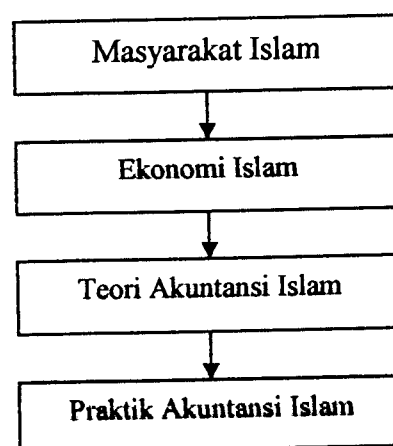 Masyarakat Islam
Ekonomi Islam
Teori Akuntansi Islam
Praktik Akuntansi Islam